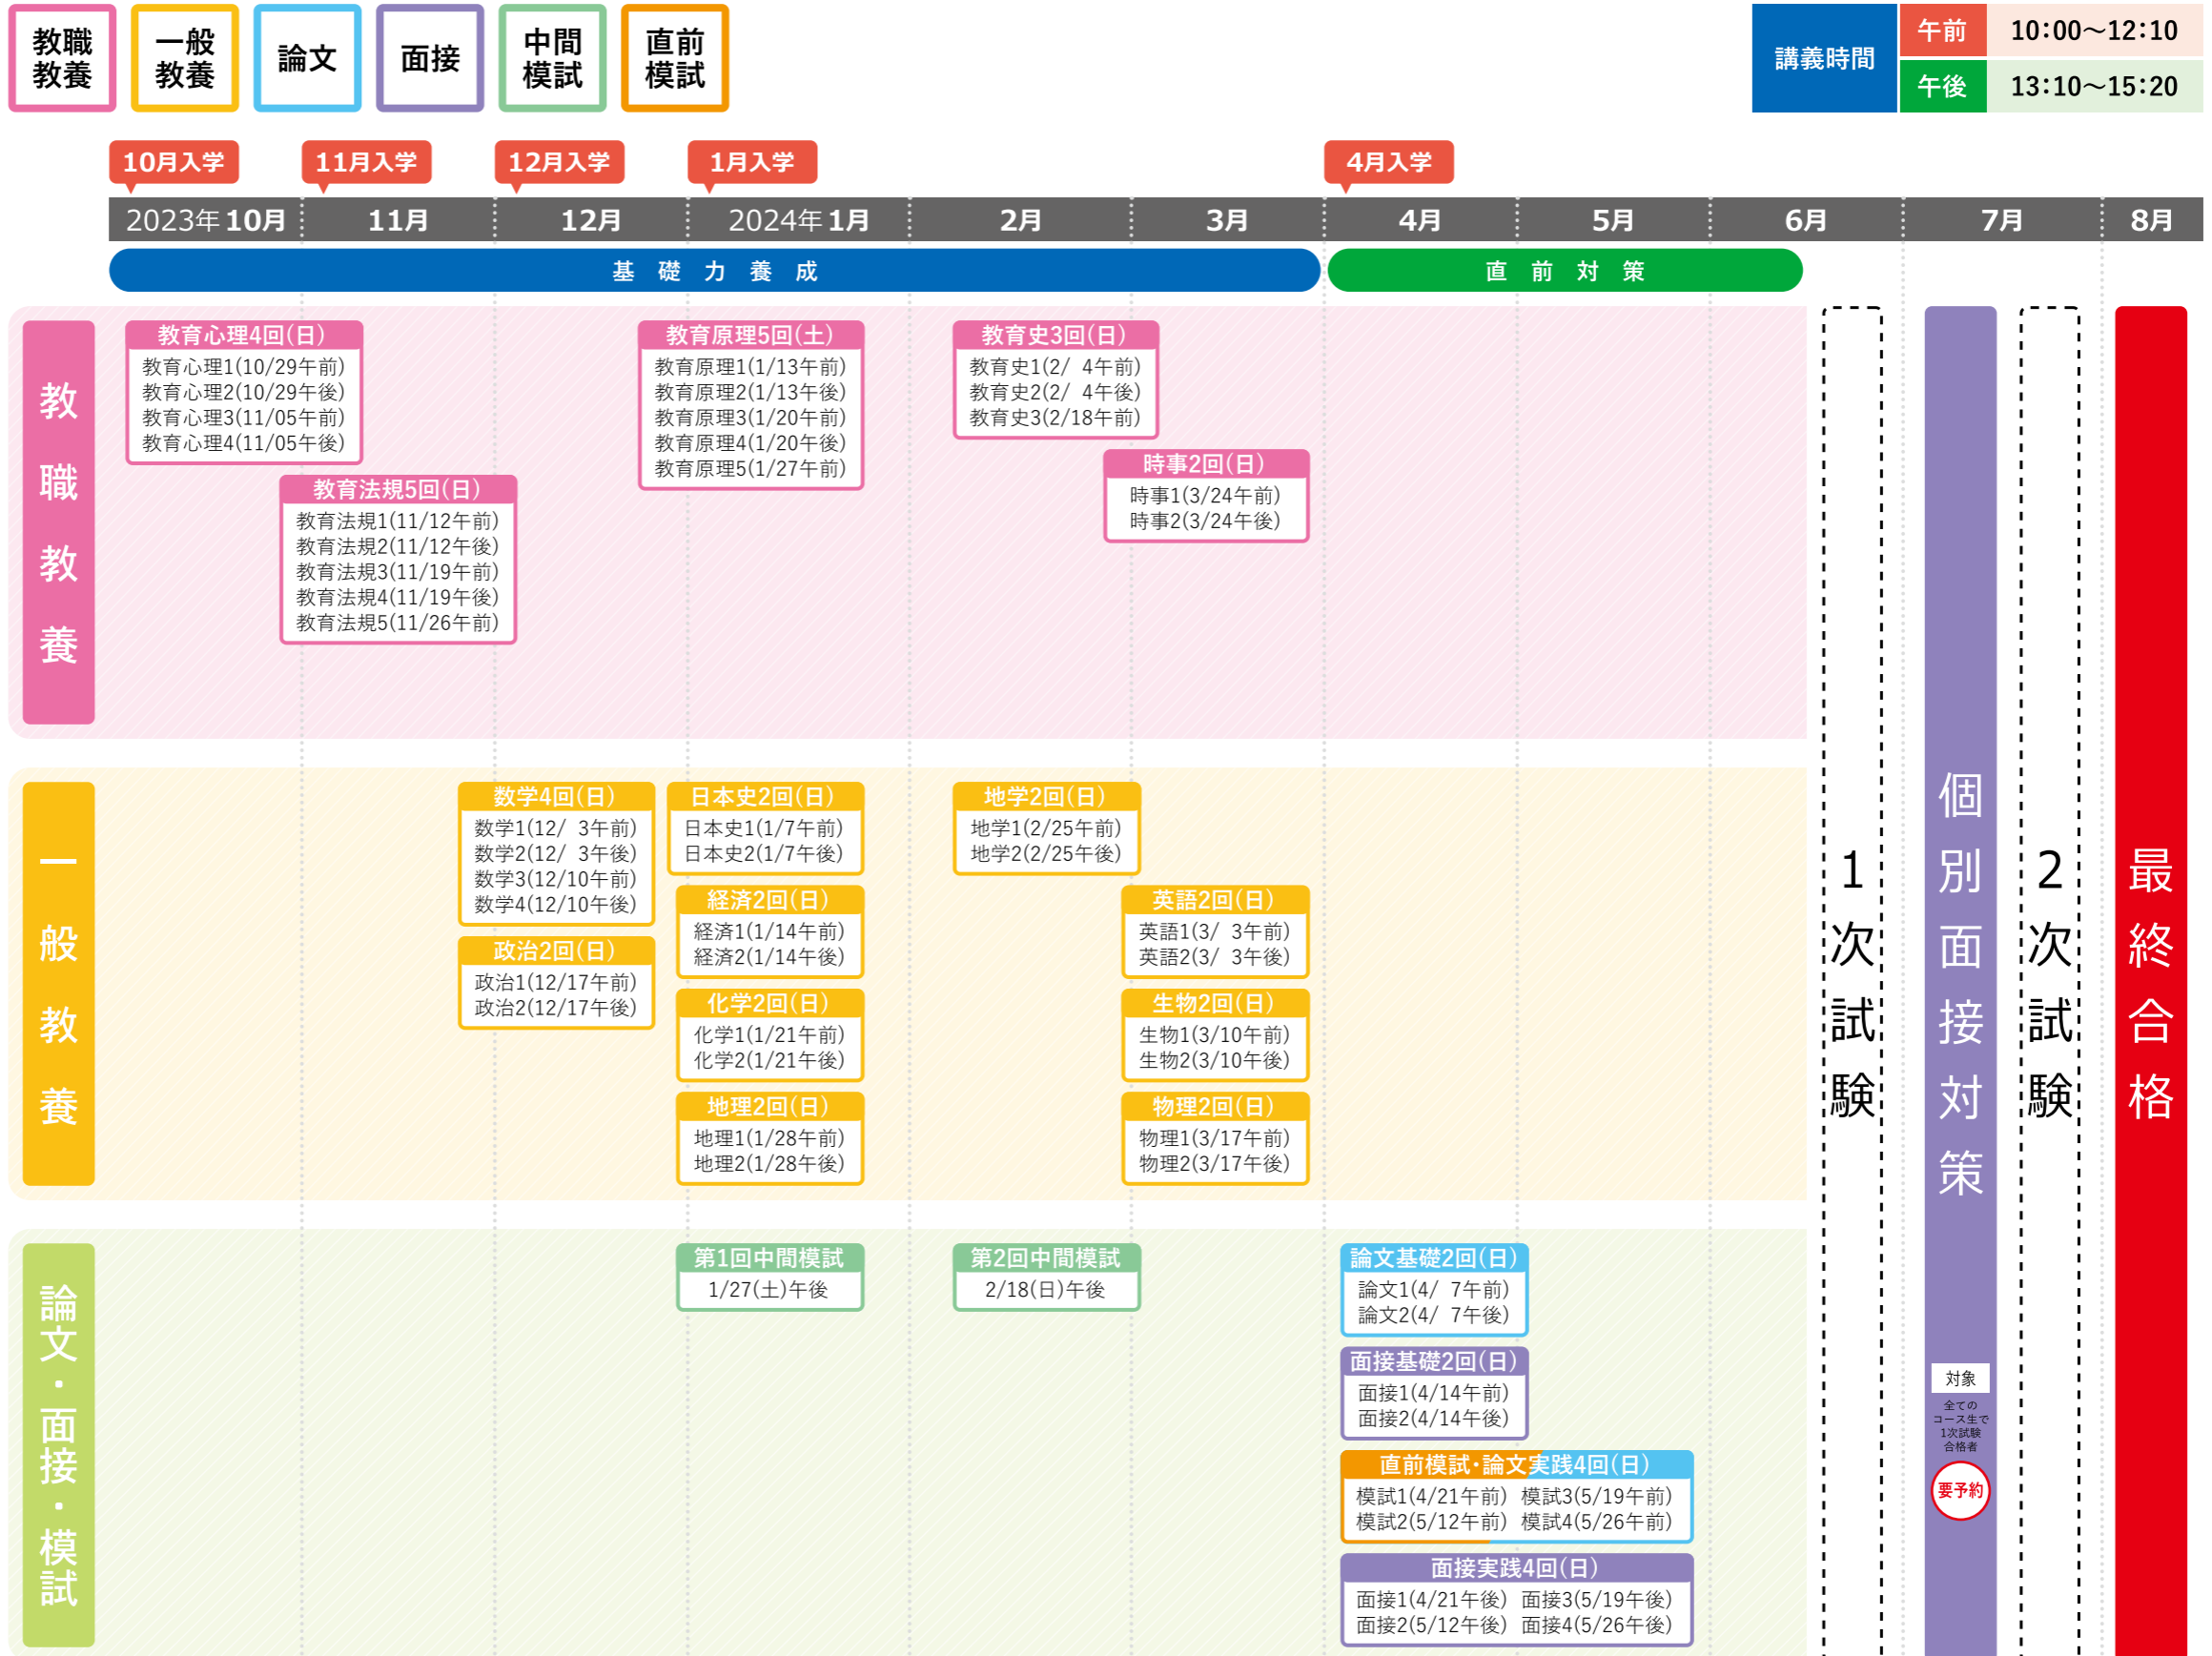 教職
教養
一般
教養
論文
面接
中間
模試
直前
模試
講義時間
午前
10:00～12:10
午後
13:10～15:20
10月入学
11月入学
12月入学
1月入学
4月入学
2023年10月
11月
12月
2024年1月
2月
3月
4月
5月
6月
7月
8月
基礎力養成
直前対策
教職教養
教育心理4回(日)
教育心理1(10/29午前)
教育心理2(10/29午後)
教育心理3(11/05午前)
教育心理4(11/05午後)
教育法規5回(日)
教育法規1(11/12午前)
教育法規2(11/12午後)
教育法規3(11/19午前)
教育法規4(11/19午後)
教育法規5(11/26午前)
教育原理5回(土)
教育原理1(1/13午前)
教育原理2(1/13午後)
教育原理3(1/20午前)
教育原理4(1/20午後)
教育原理5(1/27午前)
教育史3回(日)
教育史1(2/ 4午前)
教育史2(2/ 4午後)
教育史3(2/18午前)
時事2回(日)
時事1(3/24午前)
時事2(3/24午後)
一般教養
数学4回(日)
数学1(12/ 3午前)
数学2(12/ 3午後)
数学3(12/10午前)
数学4(12/10午後)
政治2回(日)
政治1(12/17午前)
政治2(12/17午後)
日本史2回(日)
日本史1(1/7午前)
日本史2(1/7午後)
経済2回(日)
経済1(1/14午前)
経済2(1/14午後)
化学2回(日)
化学1(1/21午前)
化学2(1/21午後)
地理2回(日)
地理1(1/28午前)
地理2(1/28午後)
地学2回(日)
地学1(2/25午前)
地学2(2/25午後)
英語2回(日)
英語1(3/ 3午前)
英語2(3/ 3午後)
生物2回(日)
生物1(3/10午前)
生物2(3/10午後)
物理2回(日)
物理1(3/17午前)
物理2(3/17午後)
論文・面接・模試
第1回中間模試
1/27(土)午後
第2回中間模試
2/18(日)午後
論文基礎2回(日)
論文1(4/ 7午前)
論文2(4/ 7午後)
面接基礎2回(日)
面接1(4/14午前)
面接2(4/14午後)
直前模試・論文実践4回(日)
模試1(4/21午前) 模試3(5/19午前)
模試2(5/12午前) 模試4(5/26午前)
面接実践4回(日)
面接1(4/21午後) 面接3(5/19午後)
面接2(5/12午後) 面接4(5/26午後)
1次試験
個別面接対策
対象
全ての
コース生で
1次試験
合格者
要予約
2次試験
最終合格